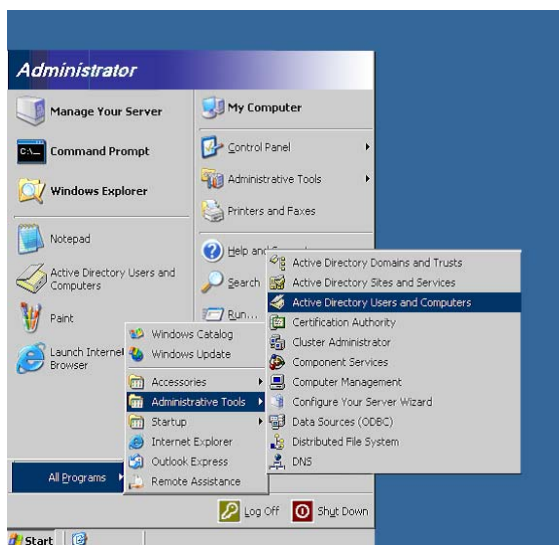 Administrator
Manage Your Server
Command Prompt
Windows Explorer
Notepad
Active Directory Users and
Computers
Paint
Launch Internet
Browser
All Programs
My Computer
Control Panel
Administrative Tools
Printers and Faxes
Help and
Search
Run...
Windows Catalog
Windows Update
Accessories
Administrative Tools
Startup
Internet Explorer
Outlook Express
Remote Assistance
Active Directory Domains and Trusts
Active Directory Sites and Services
Active Directory Users and Computers
Certification Authority
Cluster Administrator
Component Services
Computer Management
Configure Your Server Wizard
Data Sources (ODBC)
Distributed File System
DNS
Log Off
Shut Down
Start